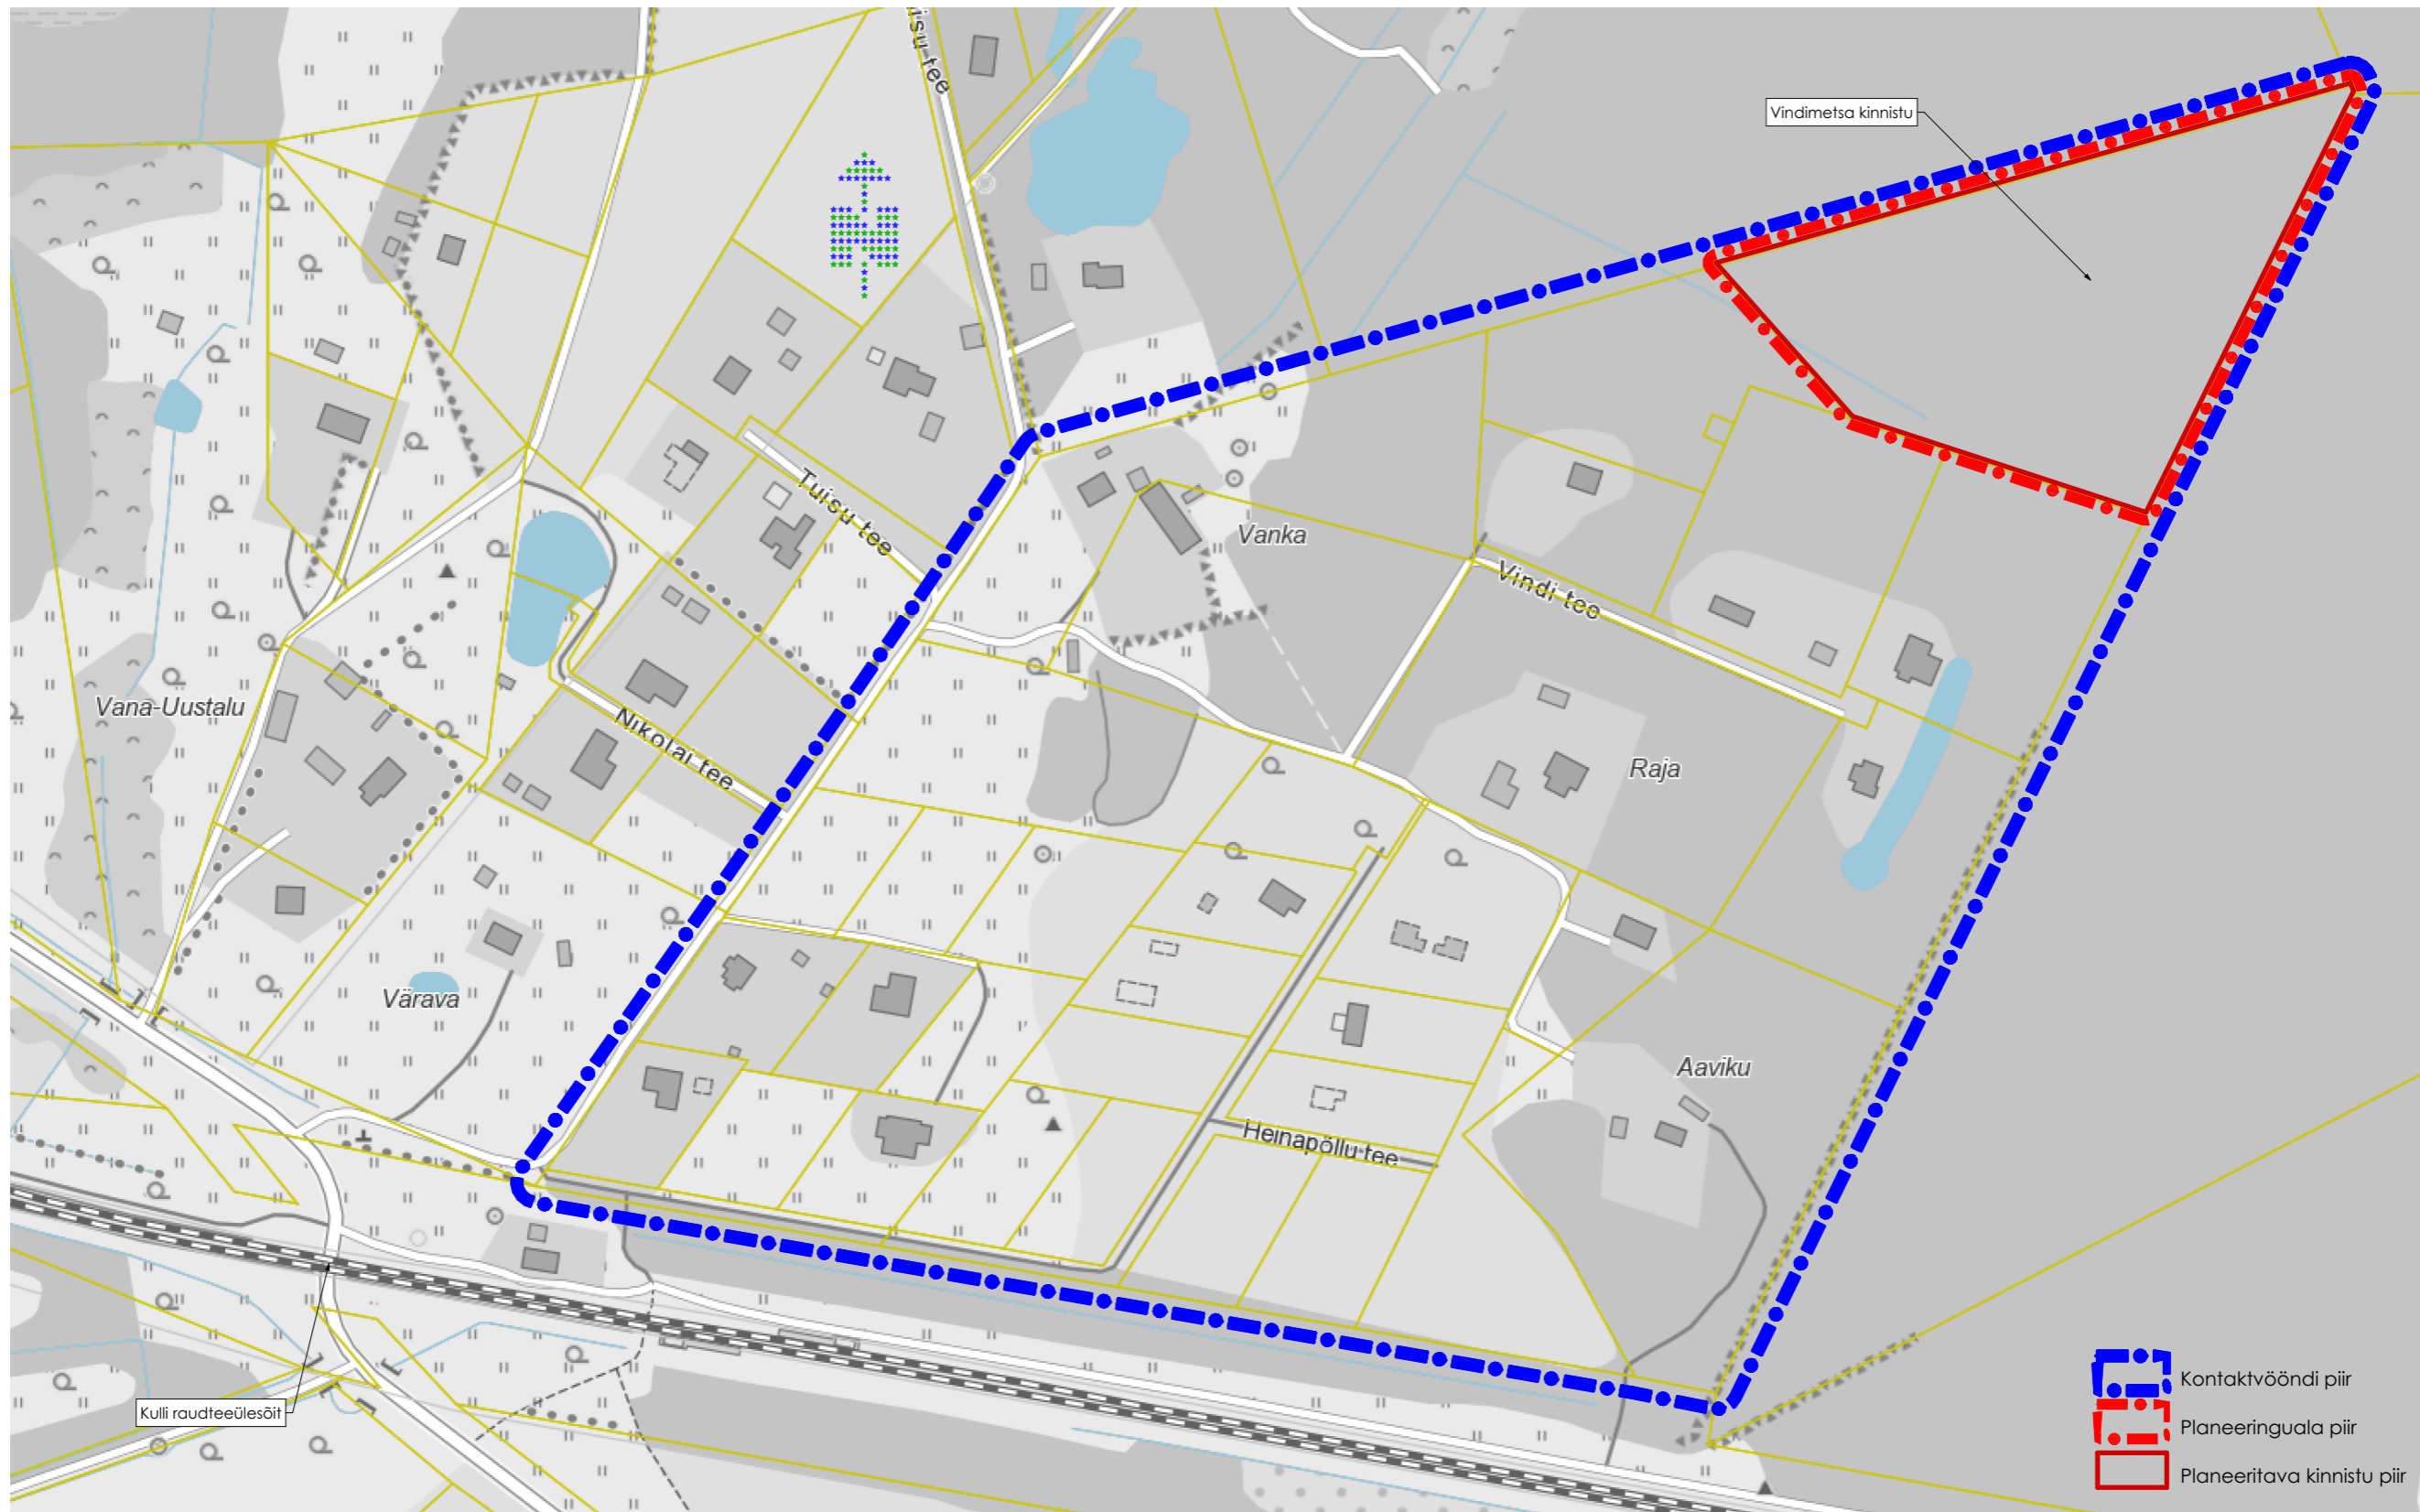 isu tee
Vindimetsa kinnistu
Tuisu tee
Vanka
Vindi tee
Vana-Uustalu
Nikolai tee
Raja
Värava
Aaviku
Heinapõllu tee
Kulli raudteeülesõit
Kontaktvööndi piir
Planeeringuala piir
Planeeritava kinnistu piir